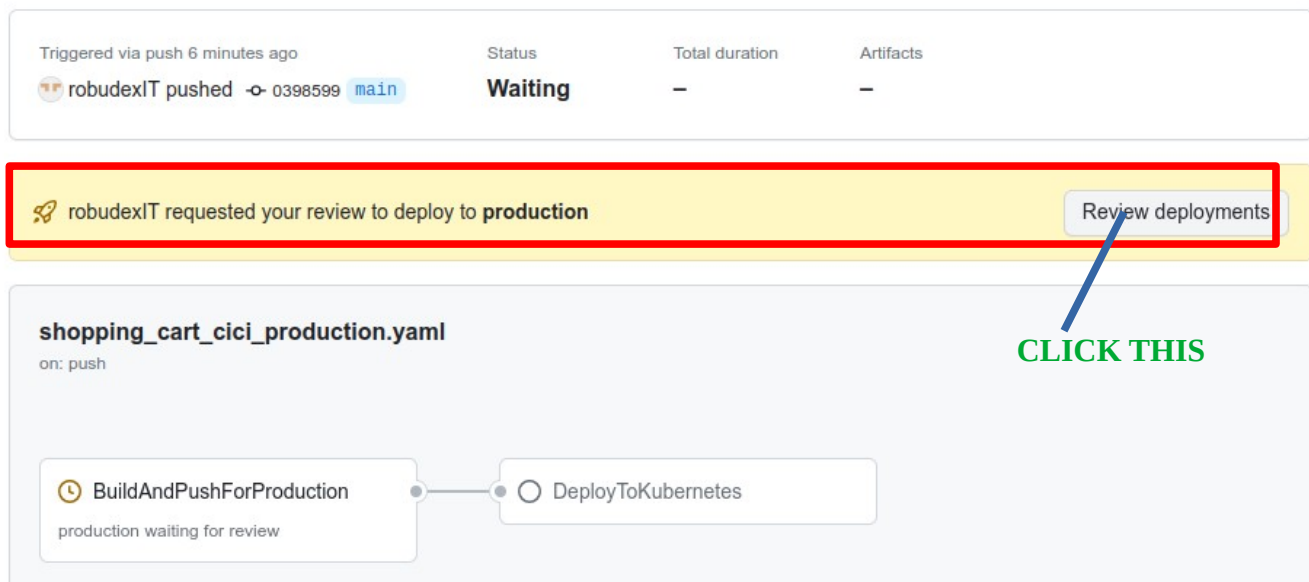 Triggered via push 6 minutes ago
Status
Total duration
Artifacts
robudexIT pushed 0398599 main
Waiting
–
–
robudexIT requested your review to deploy to production
Review deployments
CLICK THIS
shopping_cart_cici_production.yaml
on: push
BuildAndPushForProduction
DeployToKubernetes
production waiting for review